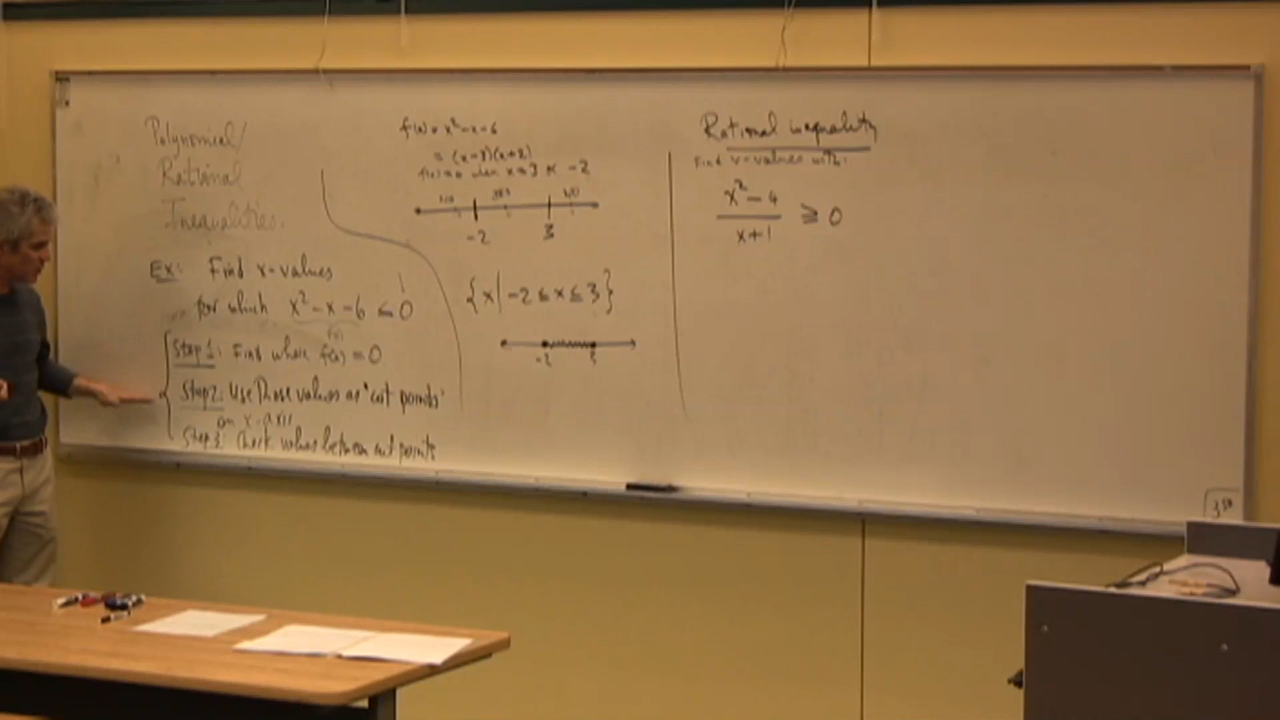 Polynomial/
Rational
Inequalities.
Ex: Find x-values
for which x² - x - 6 ≤ 0
f(x)
Step 1: Find where f(x) = 0
Step 2: Use those values as "cut points"
on x-axis
Step 3: Check values between cut points
f(x) = x² - x - 6
= (x-3)(x+2)
f(x) = 0 when x = 3 or -2
-2 3
{x | -2 ≤ x ≤ 3}
-2 3
Rational inequality
Find x-values with:
x² - 4
x + 1
≥ 0